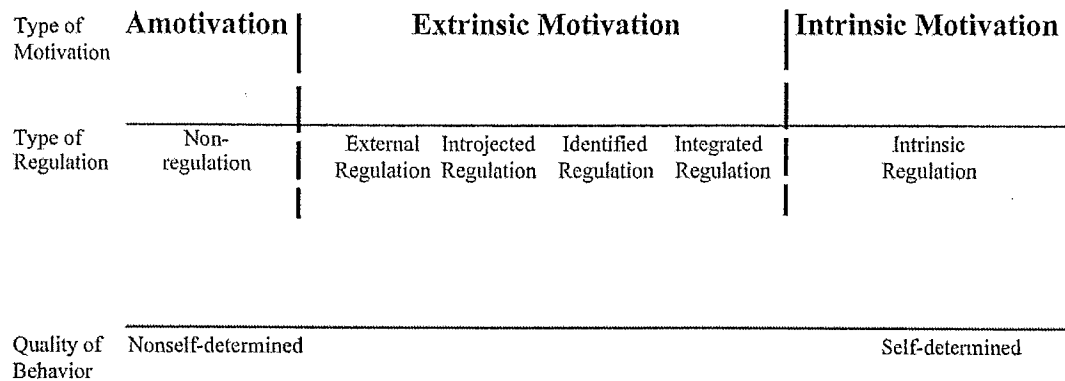 Type of Motivation
Amotivation
Extrinsic Motivation
Intrinsic Motivation
Type of Regulation
Non-
regulation
External
Regulation
Introjected
Regulation
Identified
Regulation
Integrated
Regulation
Intrinsic
Regulation
Quality of
Behavior
Nonself-determined
Self-determined